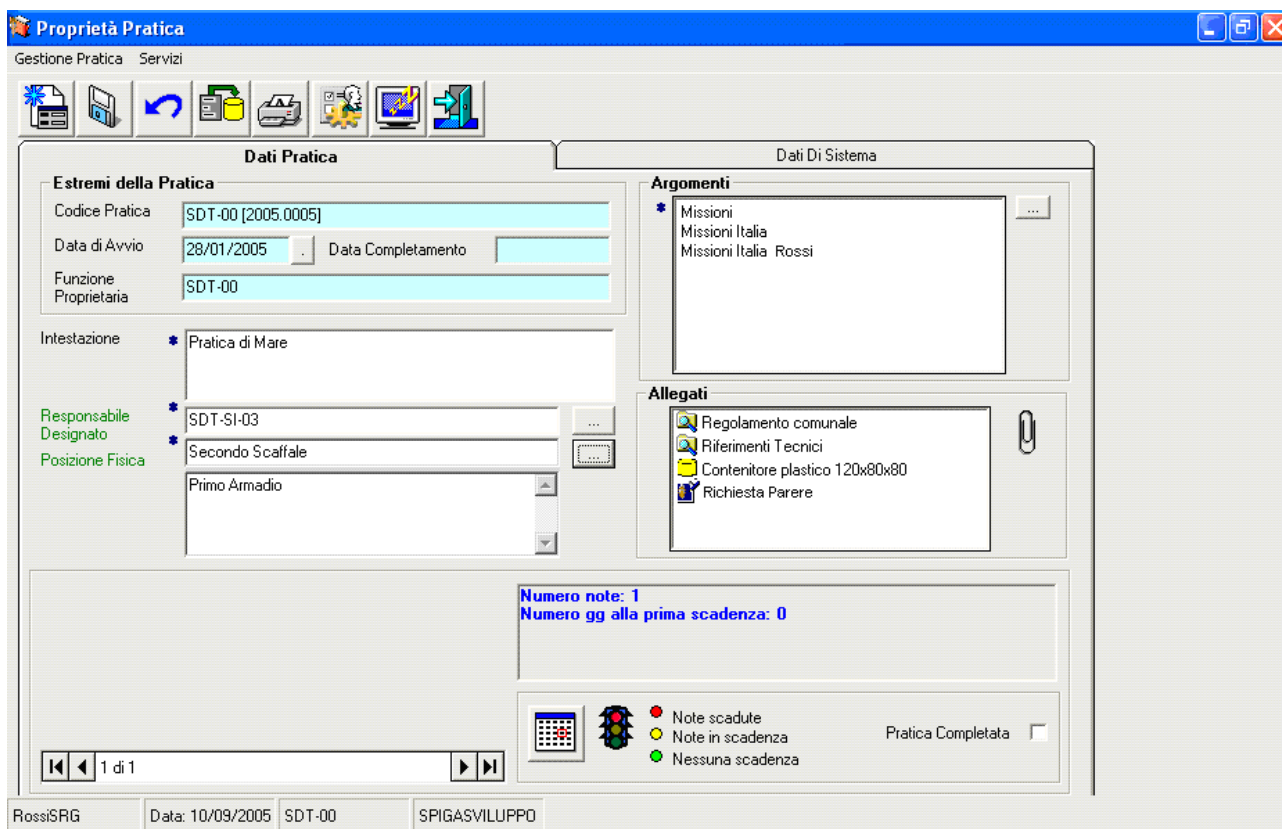 Proprietà Pratica
Gestione Pratica Servizi
Dati Pratica
Dati Di Sistema
Estremi della Pratica
Codice Pratica
SDT-00 [2005.0005]
Data di Avvio
28/01/2005
.
Data Completamento
Funzione
Proprietaria
SDT-00
Intestazione
*
Pratica di Mare
Responsabile
Designato
*
SDT-SI-03
...
Posizione Fisica
*
Secondo Scaffale
...
Primo Armadio
Argomenti
*
Missioni
Missioni Italia
Missioni Italia Rossi
...
Allegati
Regolamento comunale
Riferimenti Tecnici
Contenitore plastico 120x80x80
Richiesta Parere
Numero note: 1
Numero gg alla prima scadenza: 0
Note scadute
Note in scadenza
Nessuna scadenza
Pratica Completata
1 di 1
RossiSRG
Data: 10/09/2005
SDT-00
SPIGASVILUPPO